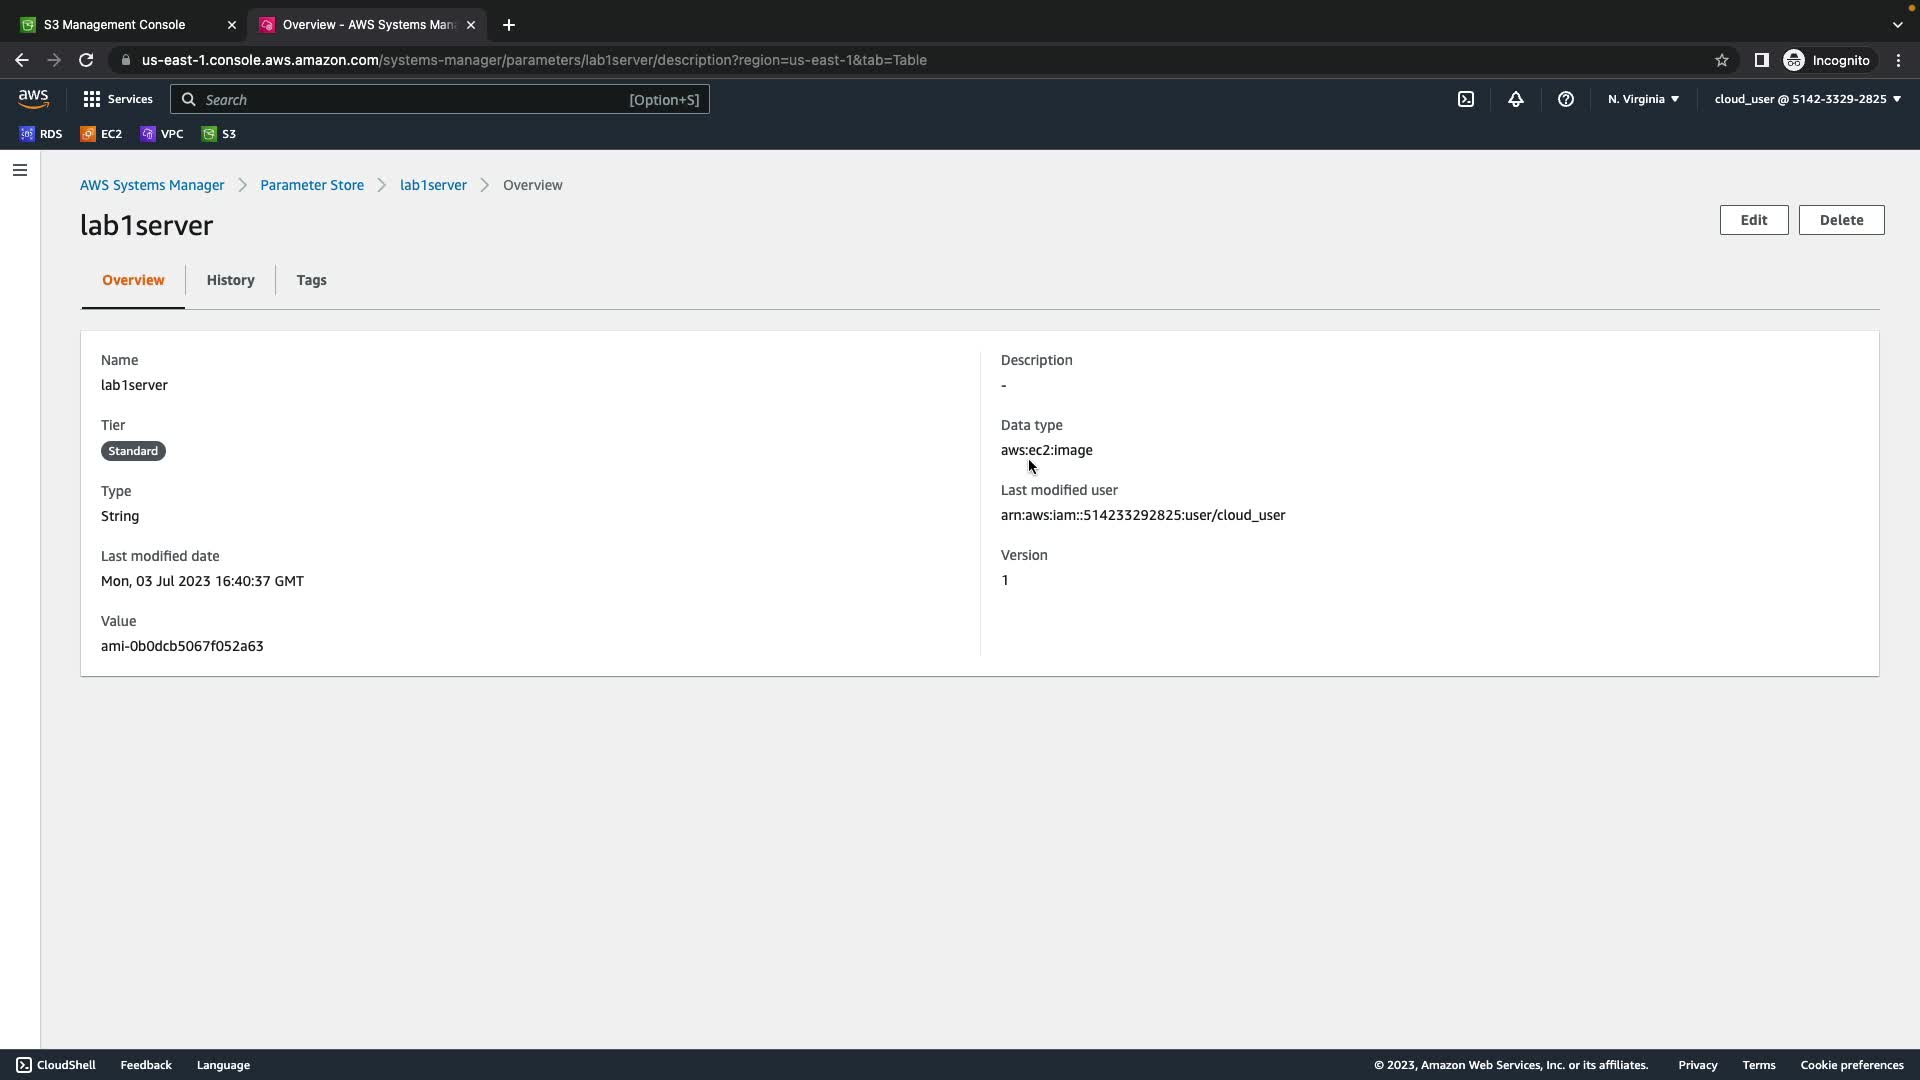 S3 Management Console
Overview - AWS Systems Man
us-east-1.console.aws.amazon.com/systems-manager/parameters/lab1server/description?region=us-east-1&tab=Table
Incognito
aws
Services
Search
[Option+S]
N. Virginia
cloud_user @ 5142-3329-2825
RDS
EC2
VPC
S3
AWS Systems Manager > Parameter Store > lab1server > Overview
lab1server
Edit
Delete
Overview
History
Tags
Name
lab1server
Tier
Standard
Type
String
Last modified date
Mon, 03 Jul 2023 16:40:37 GMT
Value
ami-0b0dcb5067f052a63
Description
-
Data type
aws:ec2:image
Last modified user
arn:aws:iam::514233292825:user/cloud_user
Version
1
CloudShell
Feedback
Language
© 2023, Amazon Web Services, Inc. or its affiliates.
Privacy
Terms
Cookie preferences